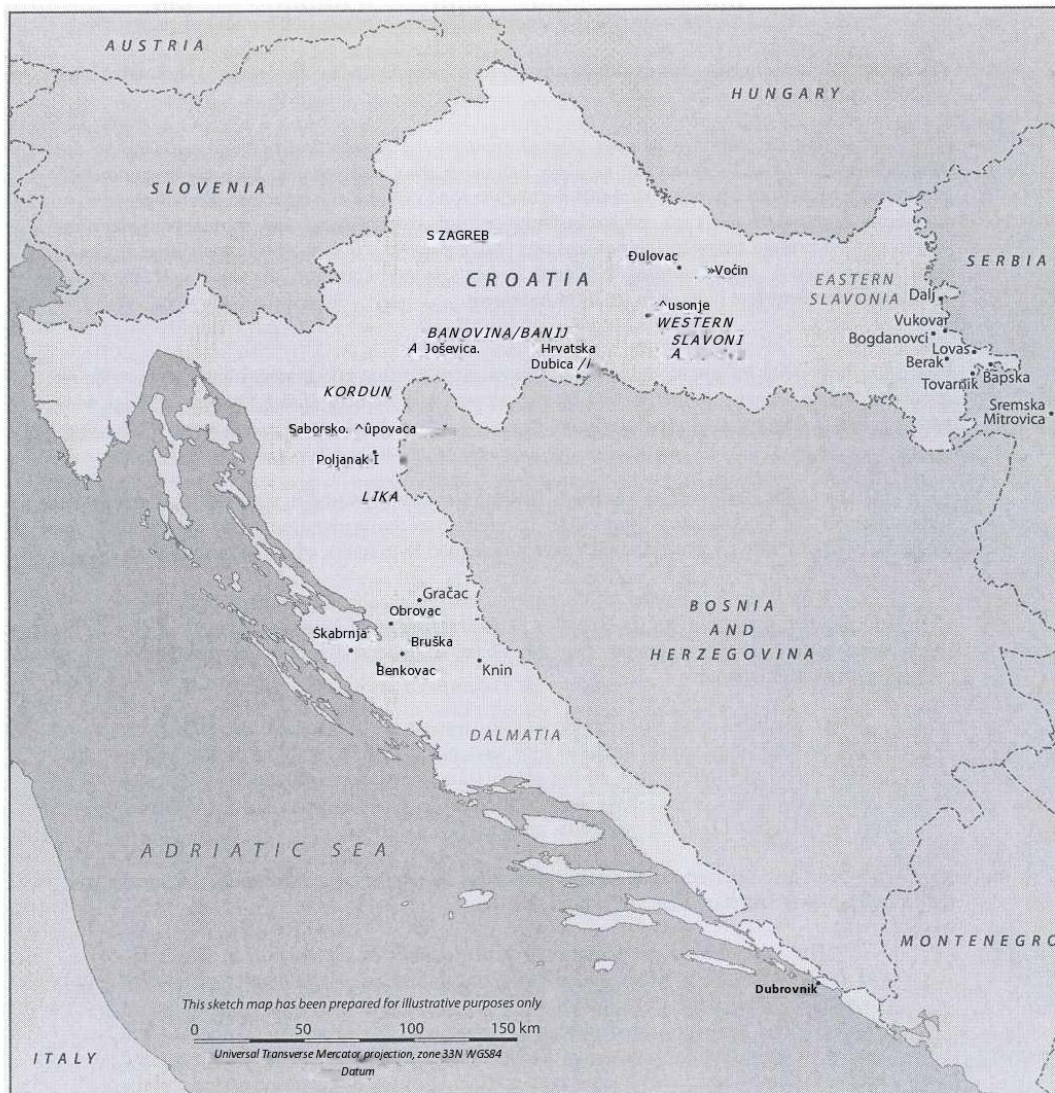 AUSTRIA
HUNGARY
SLOVENIA
S ZAGREB
CROATIA
Đulovac
»Voćin
SERBIA
EASTERN
SLAVONIA
Dalj
^usonje
WESTERN
SLAVONI
A
Vukovar
Bogdanovci
Lovas
Berak
Bapska
Tovarnik
Sremska
Mitrovica
BANOVINA/BANIJ
A Joševica.
Hrvatska
Dubica /
KORDUN
Saborsko. ^ûpovaca
Poljanak I
LIKA
Gračac
Obrovac
Škabrnja
Bruška
Benkovac
Knin
BOSNIA
AND
HERZEGOVINA
DALMATIA
ADRIATIC SEA
MONTENEGRO
Dubrovnik
This sketch map has been prepared for illustrative purposes only
0 50 100 150 km
Universal Transverse Mercator projection, zone 33N WGS84
Datum
ITALY